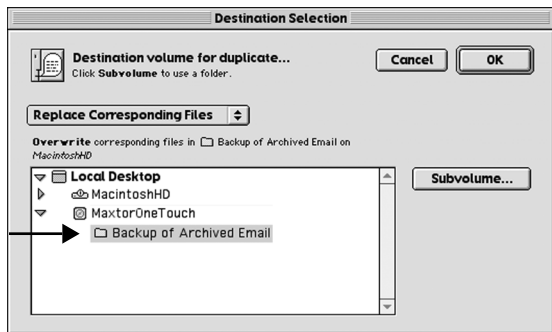 Destination Selection
Destination volume for duplicate...
Click Subvolume to use a folder.
Cancel
OK
Replace Corresponding Files
Overwrite corresponding files in Backup of Archived Email on
MacintoshHD
Local Desktop
MacintoshHD
MaxtorOneTouch
Backup of Archived Email
Subvolume...